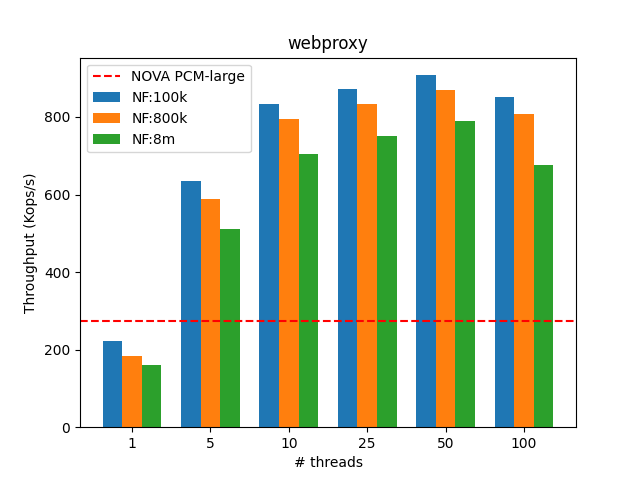 webproxy
NOVA PCM-large
NF:100k
NF:800k
NF:8m
Throughput (Kops/s)
800
600
400
200
0
1 5 10 25 50 100
# threads